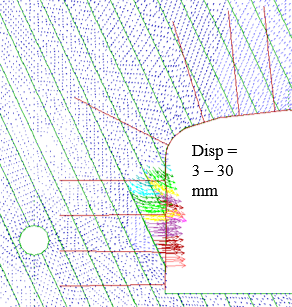 Disp =
3 – 30
mm